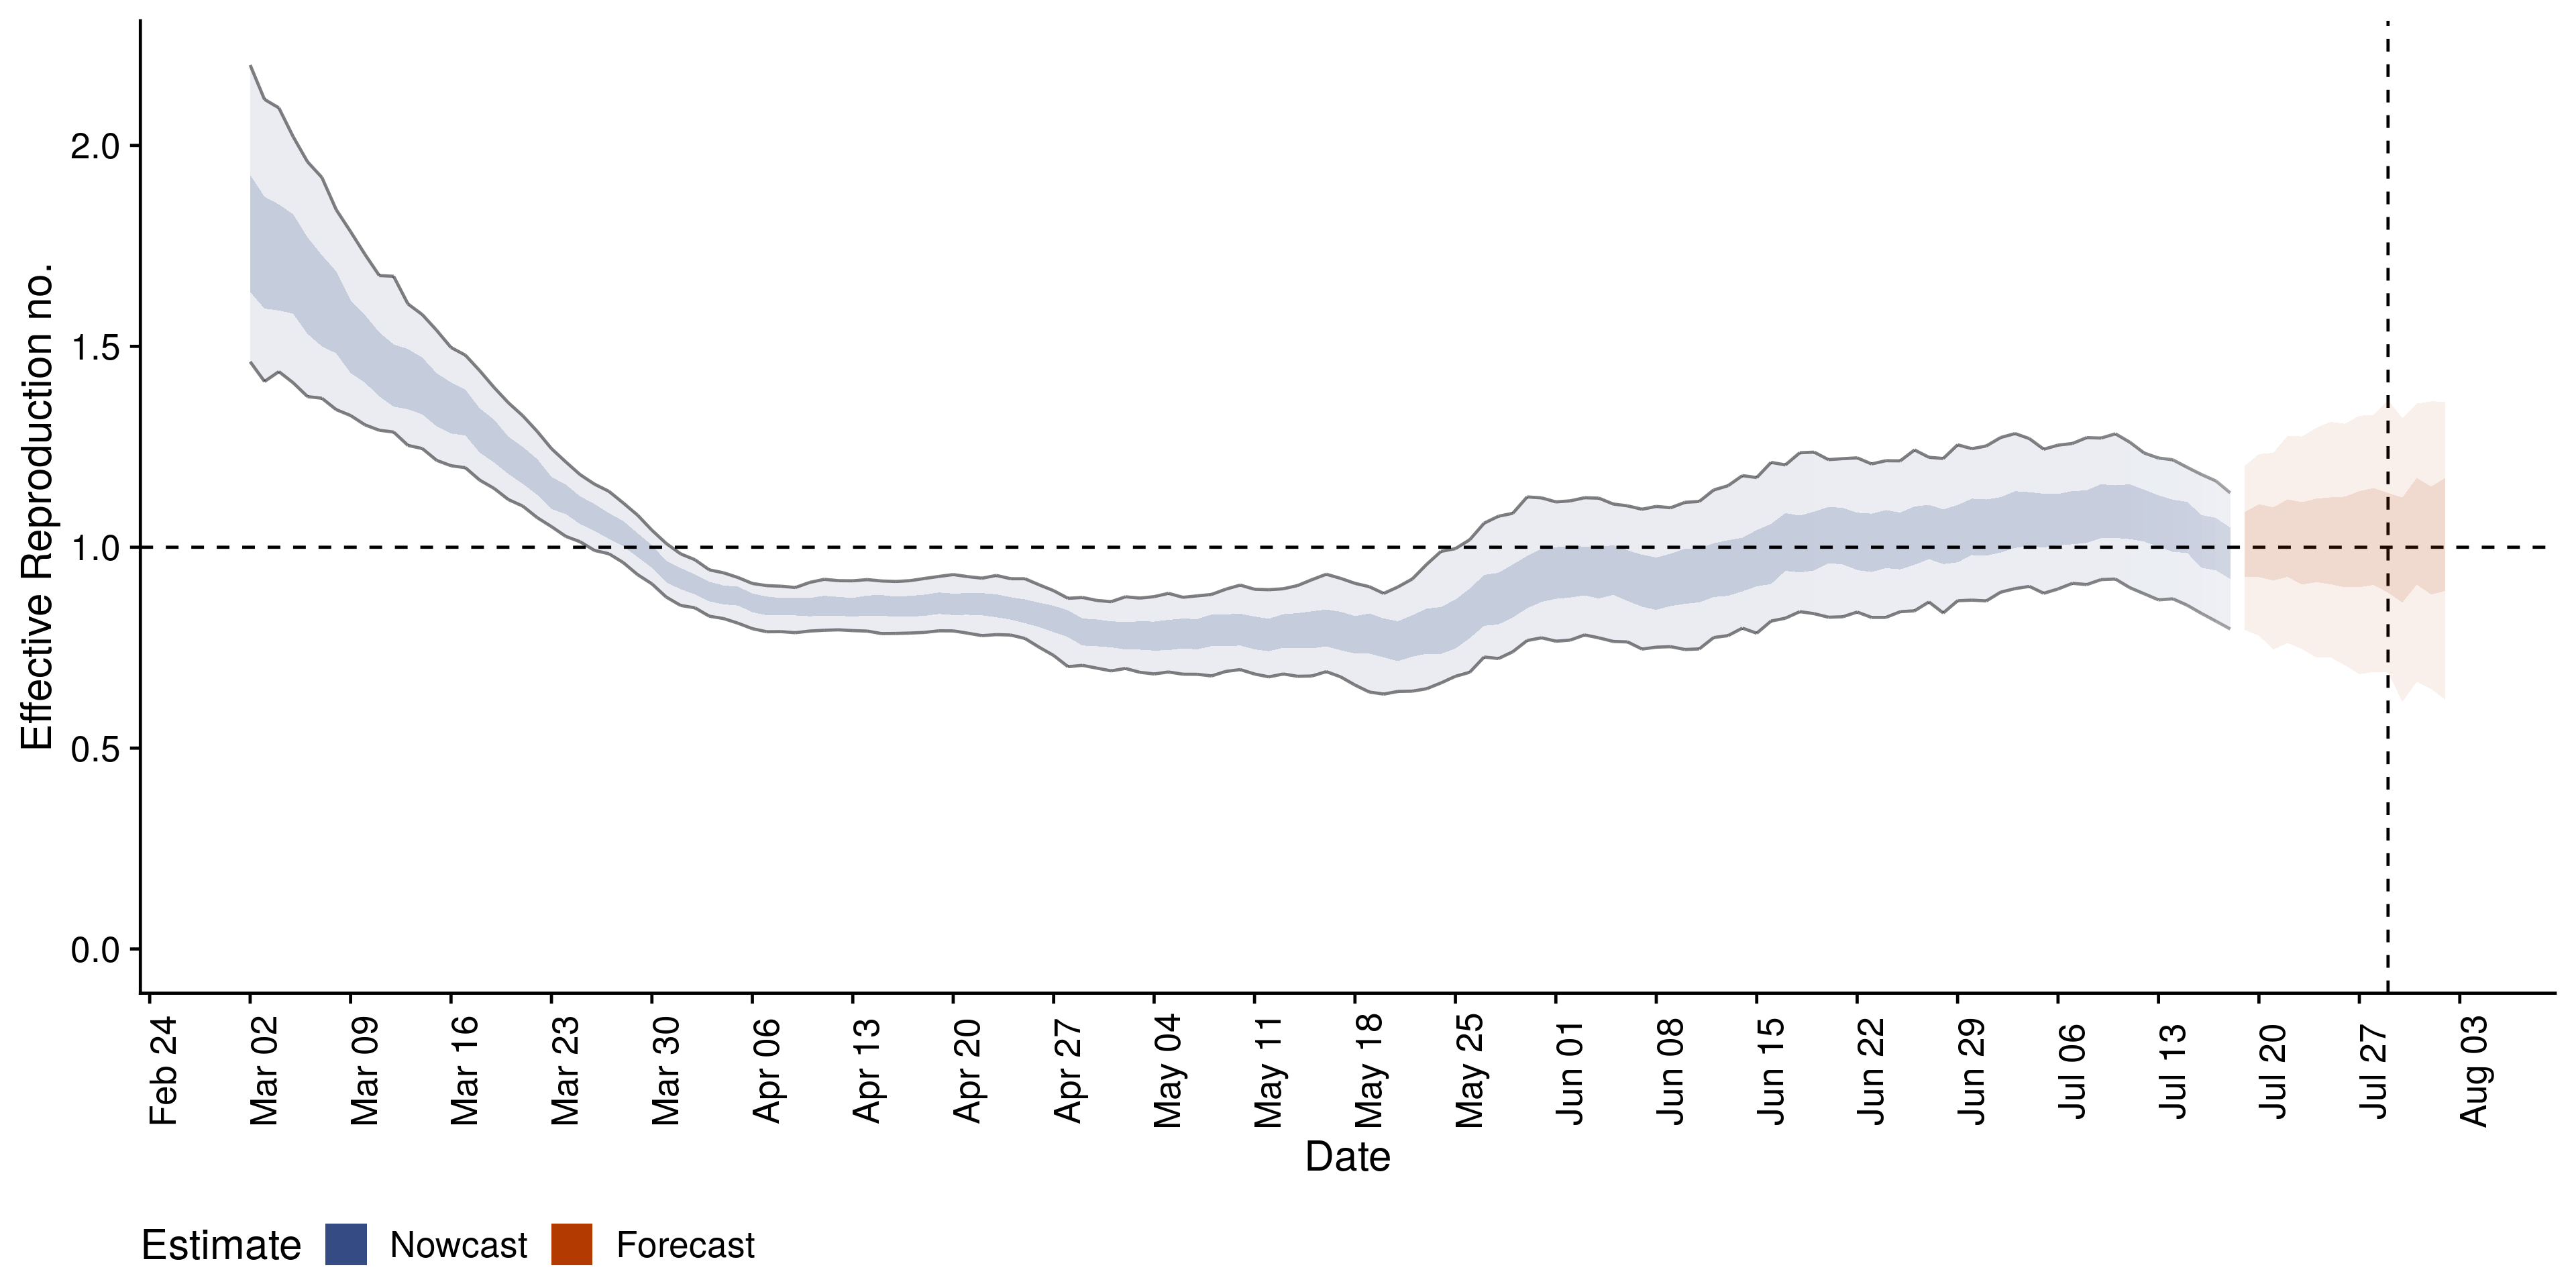 Effective Reproduction no.
2.0
1.5
1.0
0.5
0.0
Feb 24
Mar 02
Mar 09
Mar 16
Mar 23
Mar 30
Apr 06
Apr 13
Apr 20
Apr 27
May 04
May 11
May 18
May 25
Jun 01
Jun 08
Jun 15
Jun 22
Jun 29
Jul 06
Jul 13
Jul 20
Jul 27
Aug 03
Date
Estimate Nowcast Forecast